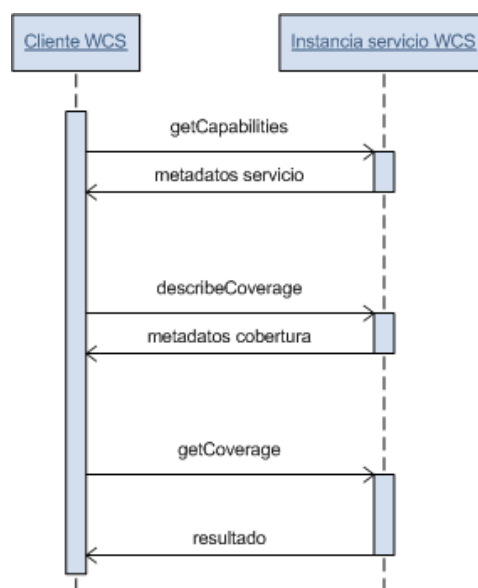 Cliente WCS
Instancia servicio WCS
getCapabilities
metadatos servicio
describeCoverage
metadatos cobertura
getCoverage
resultado